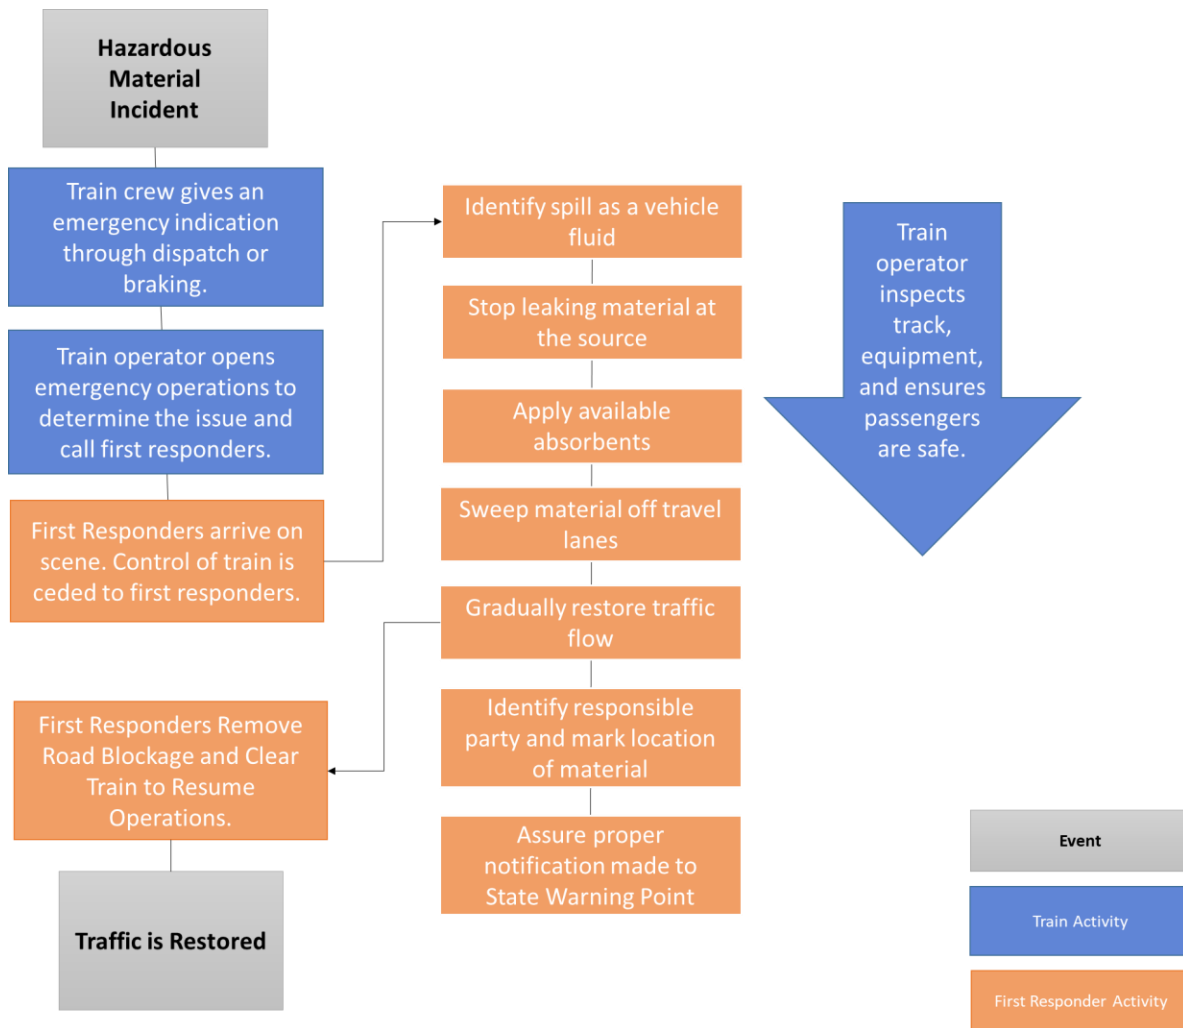 Hazardous
Material
Incident
Train crew gives an
emergency indication
through dispatch or
braking.
Train operator opens
emergency operations to
determine the issue and
call first responders.
First Responders arrive on
scene. Control of train is
ceded to first responders.
Identify spill as a vehicle
fluid
Stop leaking material at
the source
Apply available
absorbents
Sweep material off travel
lanes
Gradually restore traffic
flow
Identify responsible
party and mark location
of material
Assure proper
notification made to
State Warning Point
First Responders Remove
Road Blockage and Clear
Train to Resume
Operations.
Traffic is Restored
Train
operator
inspects
track,
equipment,
and ensures
passengers
are safe.
Event
Train Activity
First Responder Activity